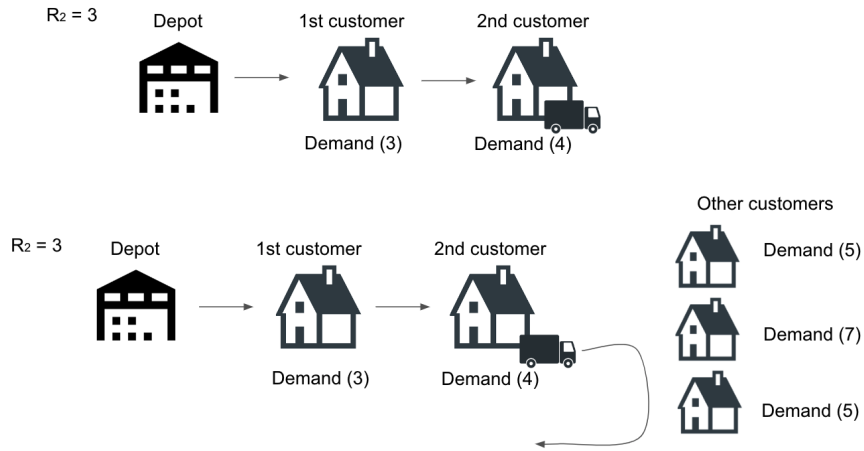 R₂ = 3
Depot
1st customer
2nd customer
Demand (3)
Demand (4)
Other customers
R₂ = 3
Depot
1st customer
2nd customer
Demand (5)
Demand (7)
Demand (3)
Demand (4)
Demand (5)